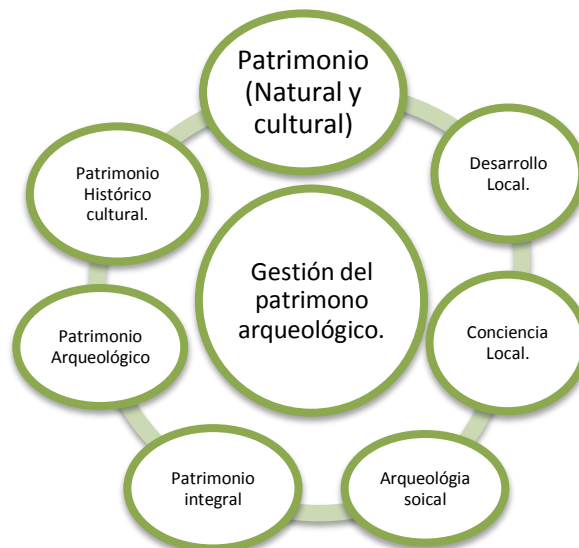 Patrimonio
(Natural y
cultural)
Desarrollo
Local.
Conciencia
Local.
Arqueológia
soical
Patrimonio
integral
Patrimonio
Arqueológico
Patrimonio
Histórico
cultural.
Gestión del
patrimono
arqueológico.